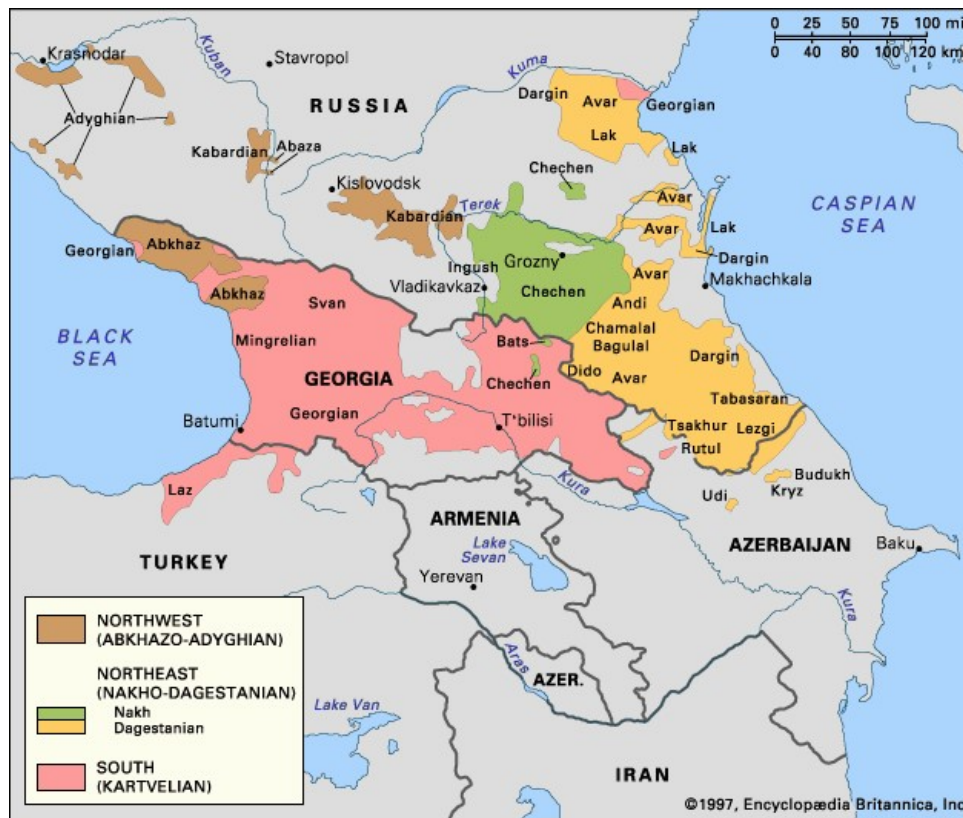 0 25 50 75 100 mi
0 40 80 120 km
Krasnodar
Kuban
Stavropol
Kuma
RUSSIA
Dargin
Avar
Georgian
Adyghian
Lak
Lak
Kabardian
Abaza
Chechen
Kislovodsk
Avar
Kabardian
Terek
CASPIAN
SEA
Lak
Avar
Georgian
Abkhaz
Dargin
Grozny
Ingush
Avar
Makhachkala
Vladikavkaz
Chechen
Abkhaz
Svan
Andi
BLACK
SEA
Mingrelian
Bats
Chamalal
Bagulal
Dargin
GEORGIA
Chechen
Dido
Avar
Tabasaran
Georgian
Batumi
T'bilisi
Tsakhur
Lezgi
Rutul
Laz
Kura
Budukh
Udi
Kryz
ARMENIA
Lake
Sevan
AZERBAIJAN
Baku
TURKEY
Yerevan
Kura
Aras
AZER.
Lake Van
IRAN
NORTHWEST
(ABKHAZO-ADYGHIAN)
NORTHEAST
(NAKHO-DAGESTANIAN)
Nakh
Dagestanian
SOUTH
(KARTVELIAN)
©1997, Encyclopædia Britannica, Inc